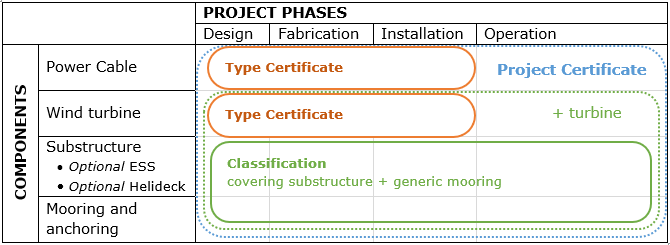 PROJECT PHASES
Design Fabrication Installation Operation
COMPONENTS
Power Cable Type Certificate Project Certificate
Wind turbine Type Certificate + turbine
Substructure
• Optional ESS
• Optional Helideck
Classification
covering substructure + generic mooring
Mooring and
anchoring